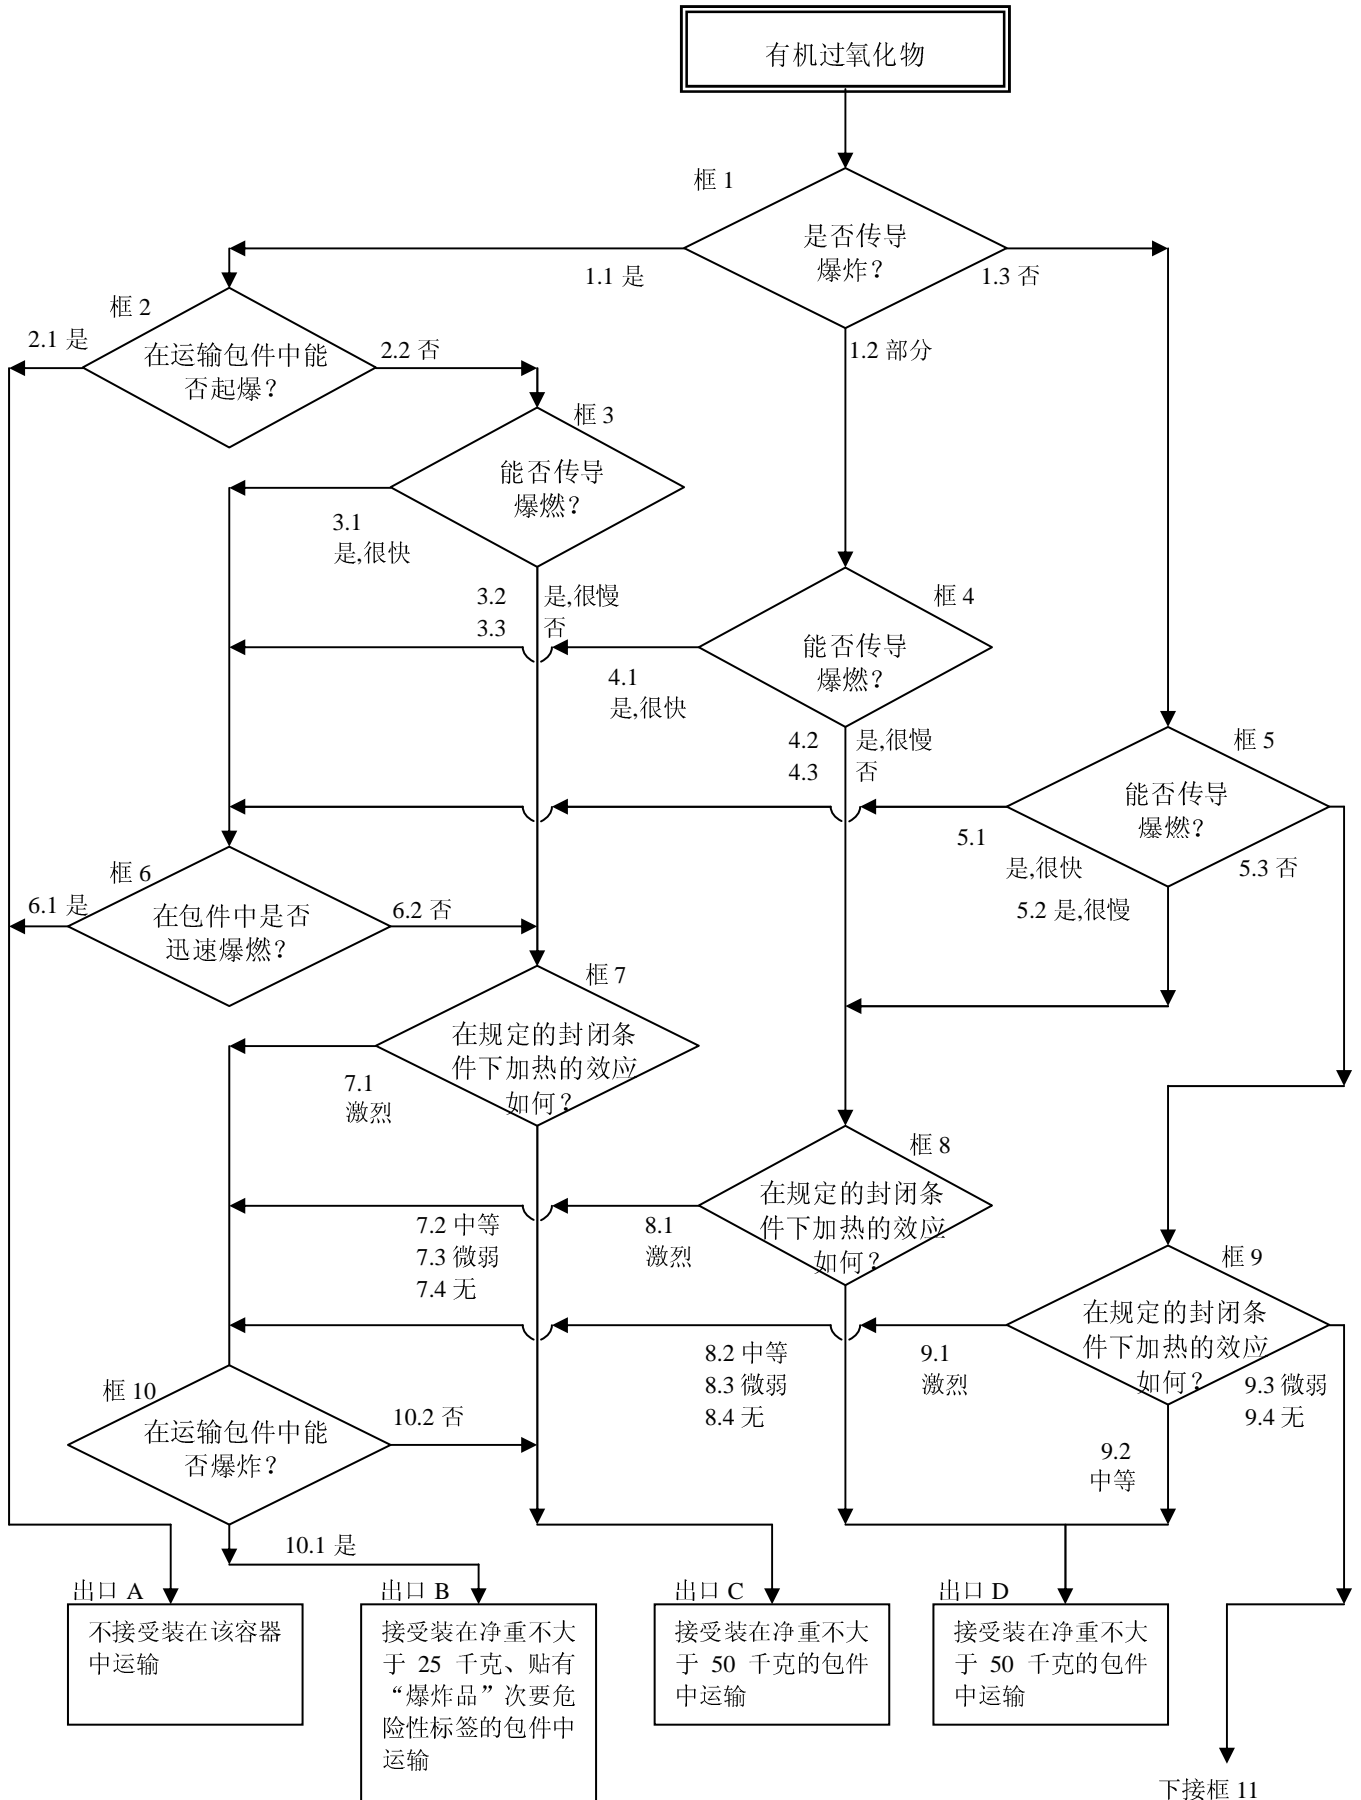 有机过氧化物
框 1
是否传导
爆炸？
1.1 是
1.3 否
1.2 部分
框 2
2.1 是
在运输包件中能
否起爆？
2.2 否
框 3
能否传导
爆燃？
3.1
是,很快
3.2 是,很慢
3.3 否
框 4
能否传导
爆燃？
4.1
是,很快
4.2 是,很慢
4.3 否
框 5
能否传导
爆燃？
5.1
是,很快
5.2 是,很慢
5.3 否
框 6
6.1 是
在包件中是否
迅速爆燃？
6.2 否
框 7
在规定的封闭条
件下加热的效应
如何？
7.1
激烈
7.2 中等
7.3 微弱
7.4 无
框 8
在规定的封闭条
件下加热的效应
如何？
8.1
激烈
8.2 中等
8.3 微弱
8.4 无
框 9
在规定的封闭条
件下加热的效应
如何？
9.1
激烈
9.2
中等
9.3 微弱
9.4 无
框 10
在运输包件中能
否爆炸？
10.2 否
10.1 是
出口 A
不接受装在该容器
中运输
出口 B
接受装在净重不大
于 25 千克、贴有
“爆炸品”次要危
险性标签的包件中
运输
出口 C
接受装在净重不大
于 50 千克的包件
中运输
出口 D
接受装在净重不大
于 50 千克的包件
中运输
下接框 11